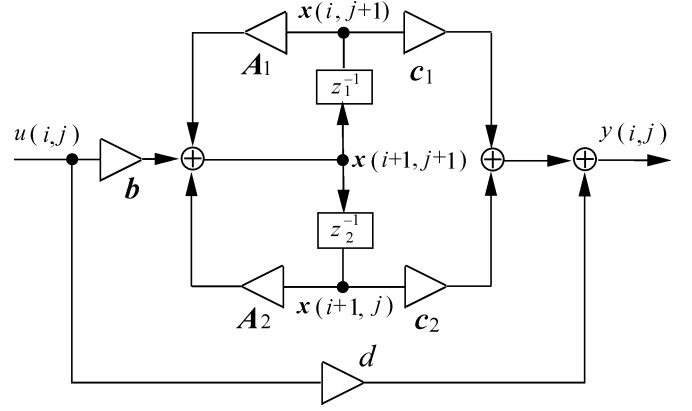 x(i, j+1)
A1
c1
z1^-1
u(i,j)
y(i,j)
b
x(i+1, j+1)
z2^-1
x(i+1, j)
A2
c2
d